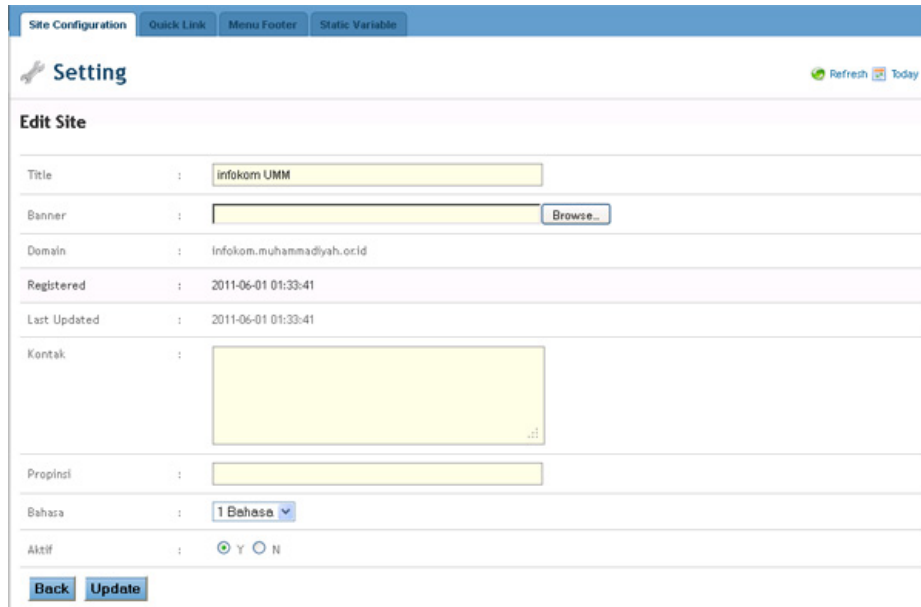 Site Configuration Quick Link Menu Footer Static Variable
Setting
Refresh Today
Edit Site
Title : infokom UMM
Banner : Browse...
Domain : infokom.muhammadiyah.or.id
Registered : 2011-06-01 01:33:41
Last Updated : 2011-06-01 01:33:41
Kontak :
Propinsi :
Bahasa : 1 Bahasa
Aktif : Y N
Back Update